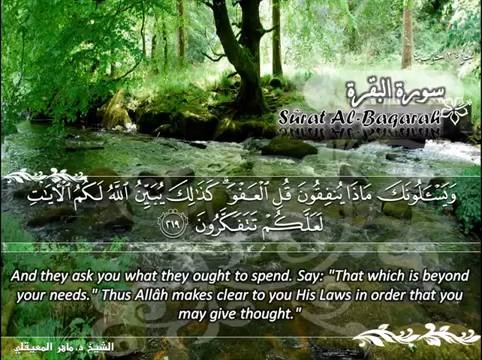 سورة البقرة
Sûrat Al-Baqarah
وَيَسْـَٔلُونَكَ مَاذَا يُنفِقُونَ قُلِ ٱلْعَفْوَ ۗ كَذَٰلِكَ يُبَيِّنُ ٱللَّهُ لَكُمُ ٱلْـَٔايَٰتِ
لَعَلَّكُمْ تَتَفَكَّرُونَ ٢١٩
And they ask you what they ought to spend. Say: "That which is beyond
your needs." Thus Allâh makes clear to you His Laws in order that you
may give thought."
الشيخ د. ماهر المعيقلي